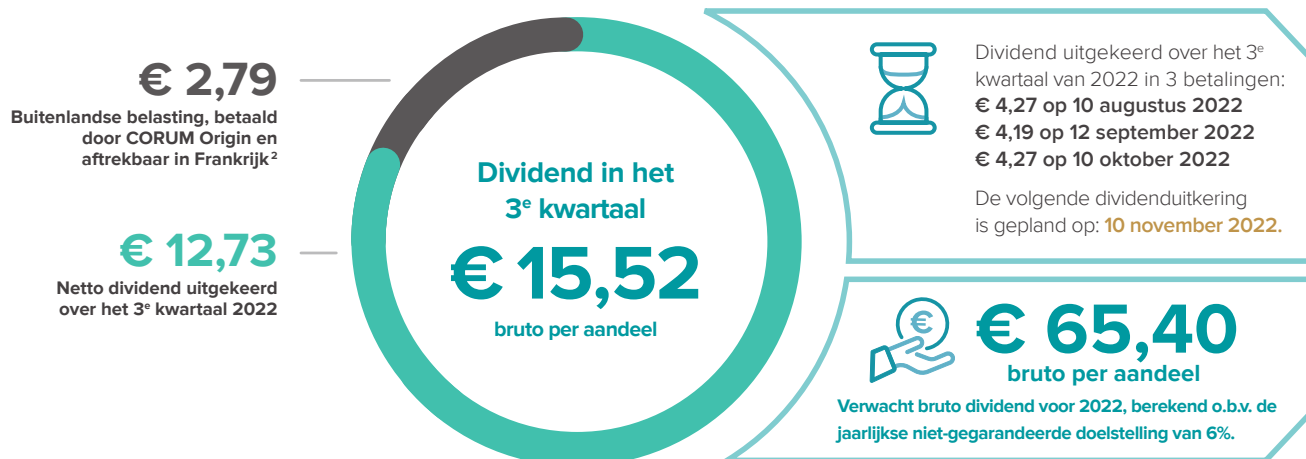 € 2,79
Buitenlandse belasting, betaald
door CORUM Origin en
aftrekbaar in Frankrijk²
€ 12,73
Netto dividend uitgekeerd
over het 3ᵉ kwartaal 2022
Dividend in het
3ᵉ kwartaal
€ 15,52
bruto per aandeel
Dividend uitgekeerd over het 3ᵉ
kwartaal van 2022 in 3 betalingen:
€ 4,27 op 10 augustus 2022
€ 4,19 op 12 september 2022
€ 4,27 op 10 oktober 2022
De volgende dividenduitkering
is gepland op: 10 november 2022.
€
€ 65,40
bruto per aandeel
Verwacht bruto dividend voor 2022, berekend o.b.v. de
jaarlijkse niet-gegarandeerde doelstelling van 6%.